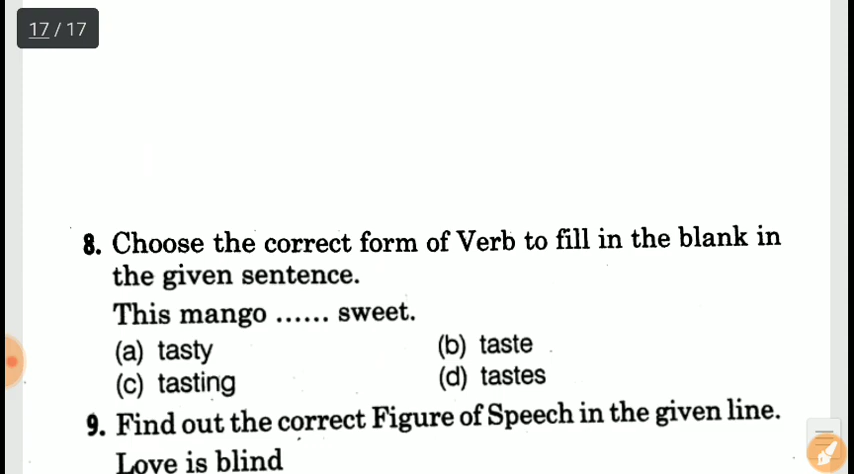 17 / 17
8. Choose the correct form of Verb to fill in the blank in
the given sentence.
This mango ...... sweet.
(a) tasty (b) taste
(c) tasting (d) tastes
9. Find out the correct Figure of Speech in the given line.
Love is blind